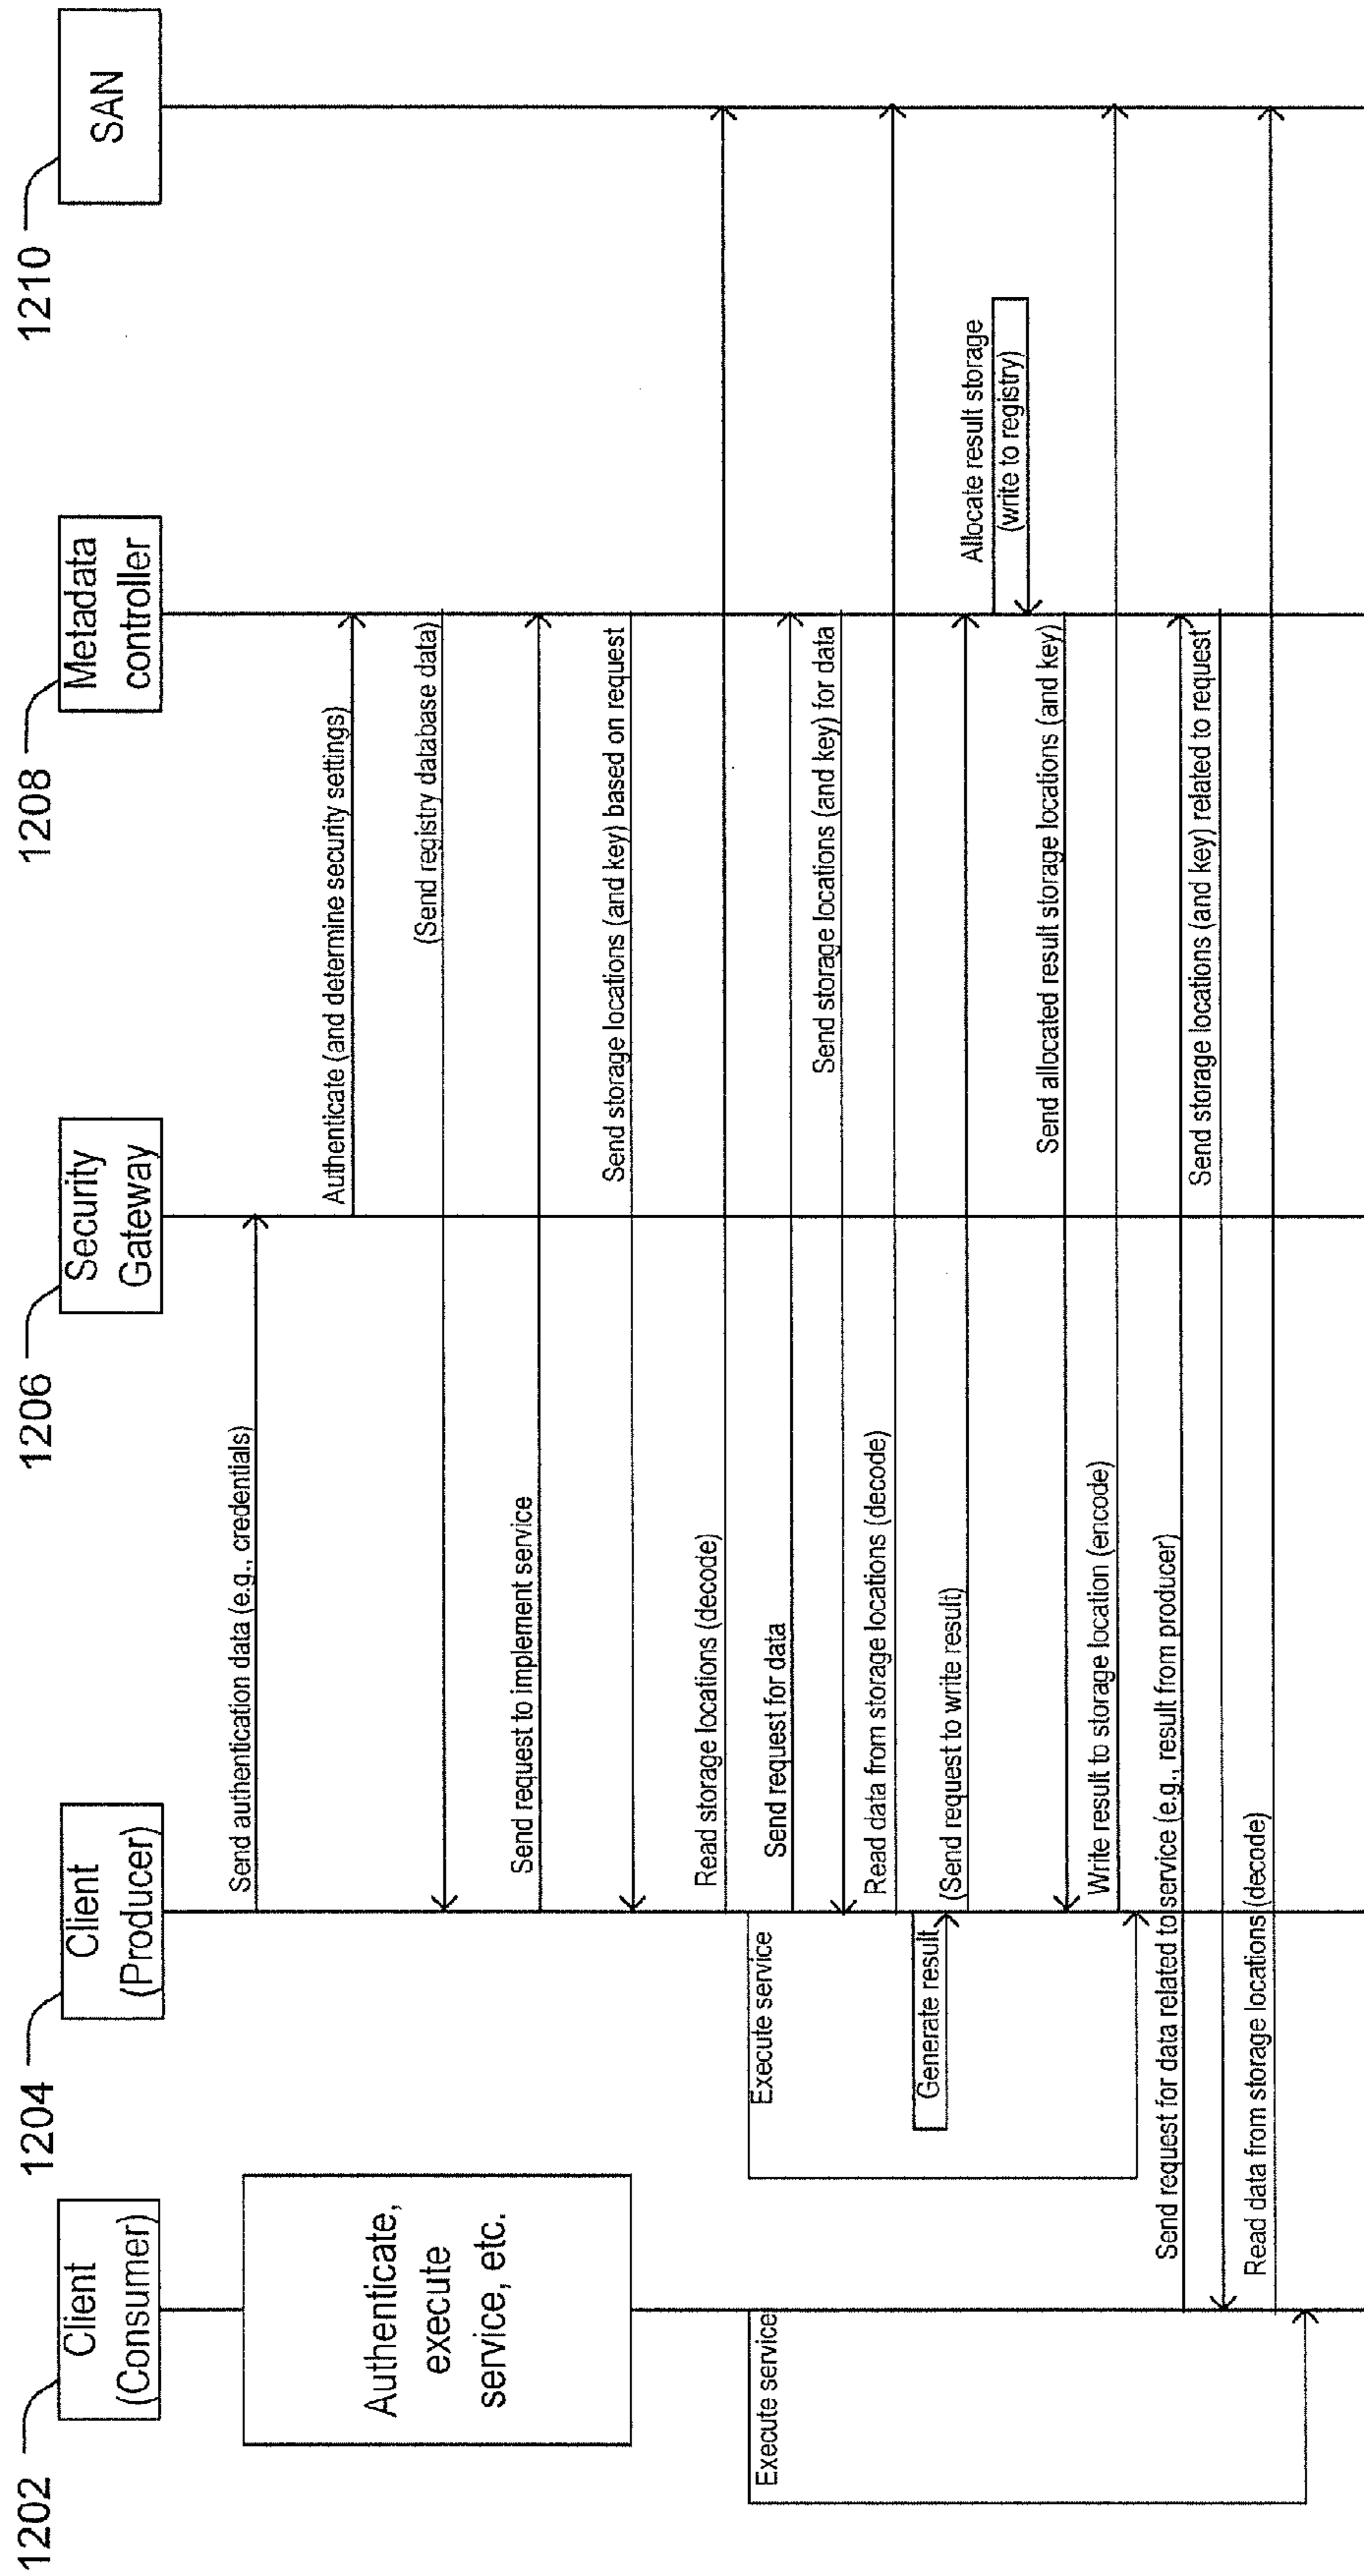 1202
1204
1206
1208
1210
Client
(Consumer)
Client
(Producer)
Security
Gateway
Metadata
controller
SAN
Authenticate,
execute
service, etc.
Send authentication data (e.g., credentials)
Authenticate (and determine security settings)
(Send registry database data)
Send request to implement service
Send storage locations (and key) based on request
Read storage locations (decode)
Execute service
Execute service
Send request for data
Send storage locations (and key) for data
Read data from storage locations (decode)
Generate result
(Send request to write result)
Allocate result storage
(write to registry)
Send allocated result storage locations (and key)
Write result to storage location (encode)
Send request for data related to service (e.g., result from producer)
Send storage locations (and key) related to request
Read data from storage locations (decode)